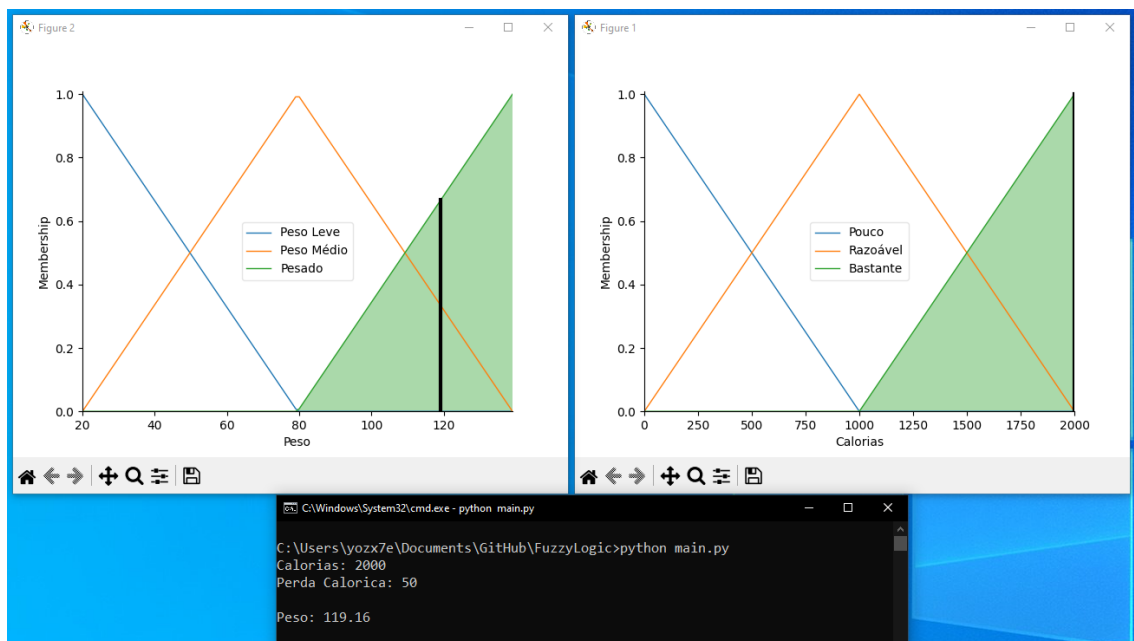 Figure 2
1.0
0.8
0.6
0.4
0.2
0.0
Membership
Peso Leve
Peso Médio
Pesado
20 40 60 80 100 120
Peso
Figure 1
1.0
0.8
0.6
0.4
0.2
0.0
Membership
Pouco
Razoável
Bastante
0 250 500 750 1000 1250 1500 1750 2000
Calorias
C:\Windows\System32\cmd.exe - python main.py
C:\Users\yozx7e\Documents\GitHub\FuzzyLogic>python main.py
Calorias: 2000
Perda Calorica: 50
Peso: 119.16